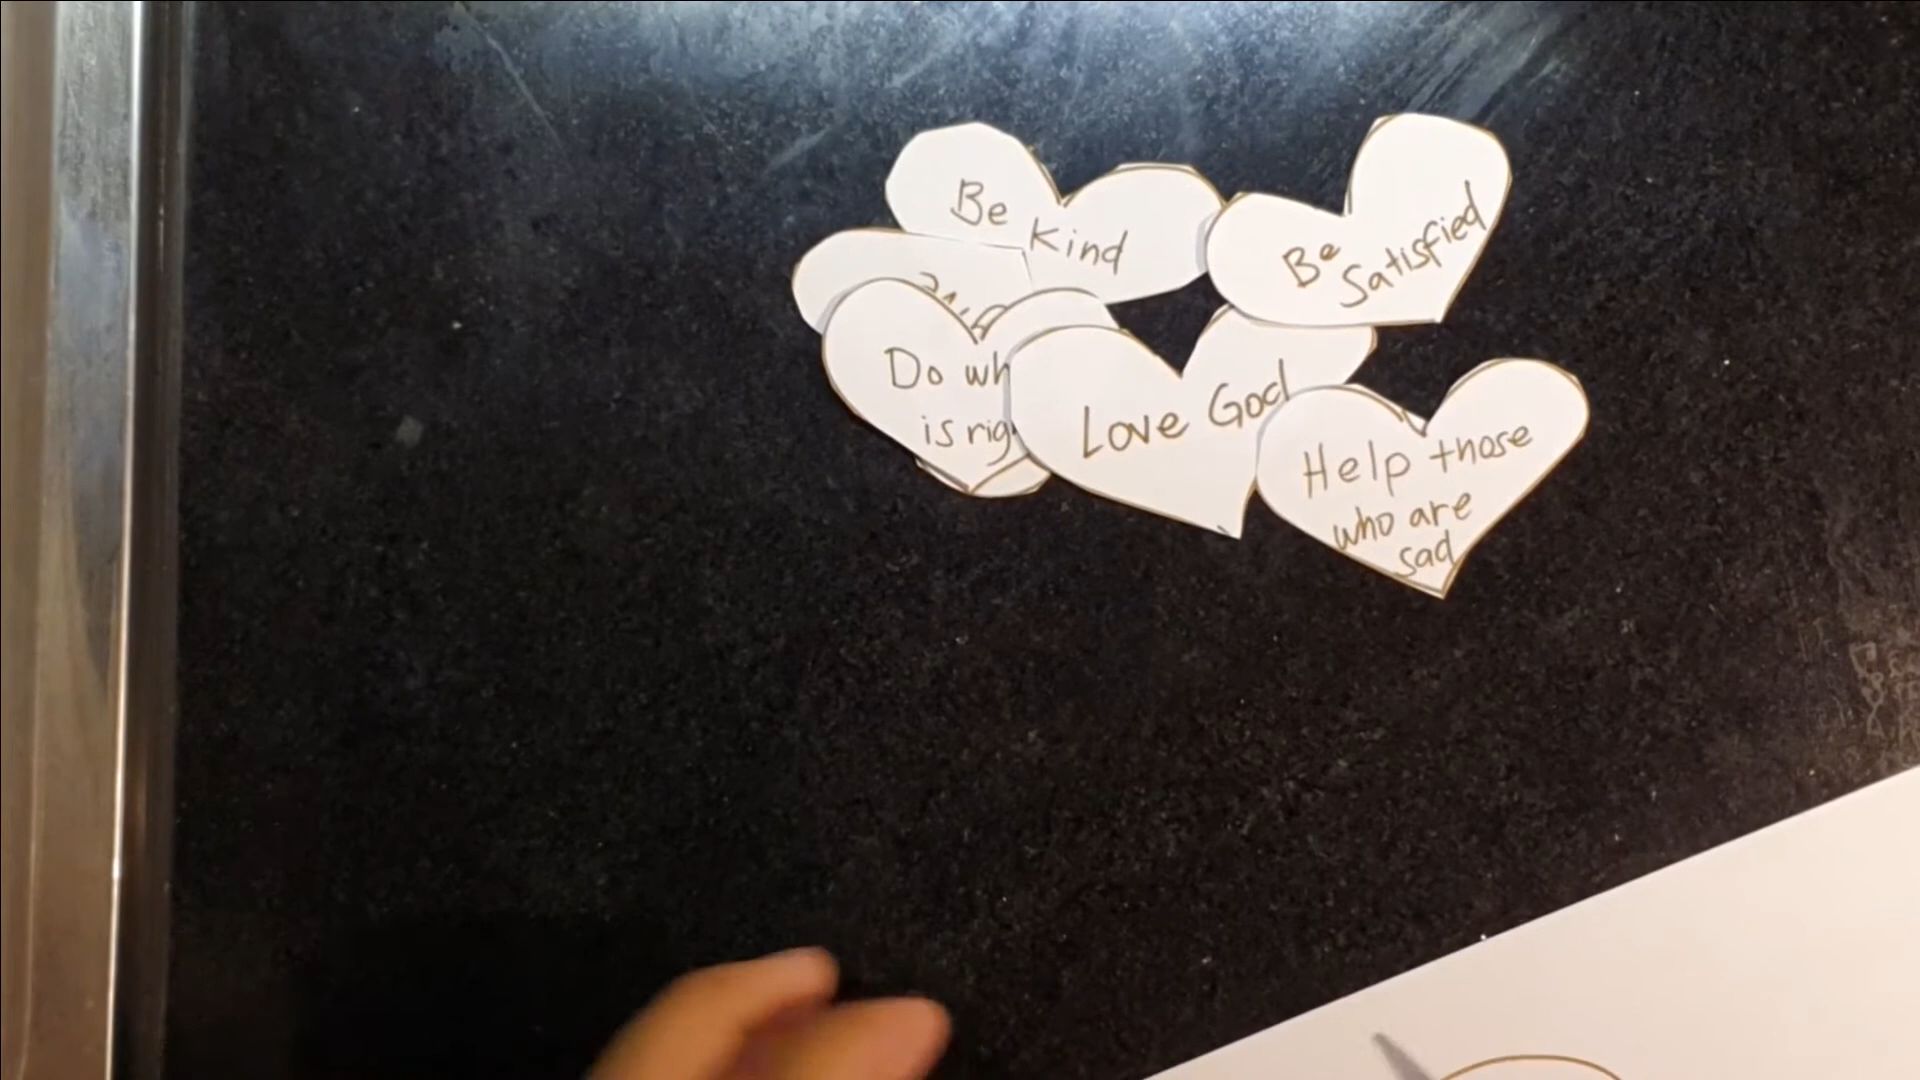 Be Kind
Be Satisfied
Do wh
is rig
Love God
Help those
who are
sad